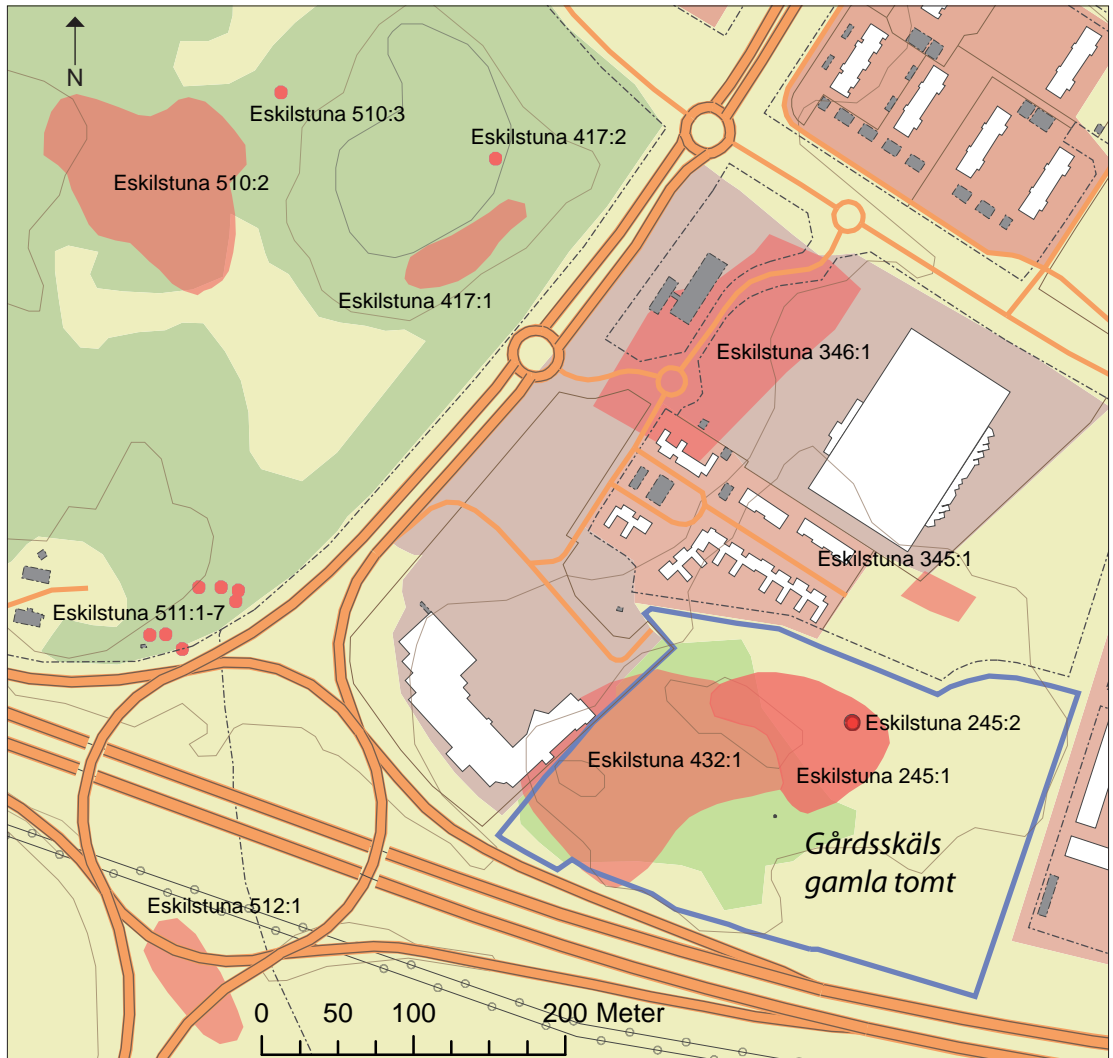 N
Eskilstuna 510:3
Eskilstuna 417:2
Eskilstuna 510:2
Eskilstuna 417:1
Eskilstuna 346:1
Eskilstuna 345:1
Eskilstuna 511:1-7
Eskilstuna 245:2
Eskilstuna 432:1
Eskilstuna 245:1
Gårdsskäls
gamla tomt
Eskilstuna 512:1
0 50 100 200 Meter